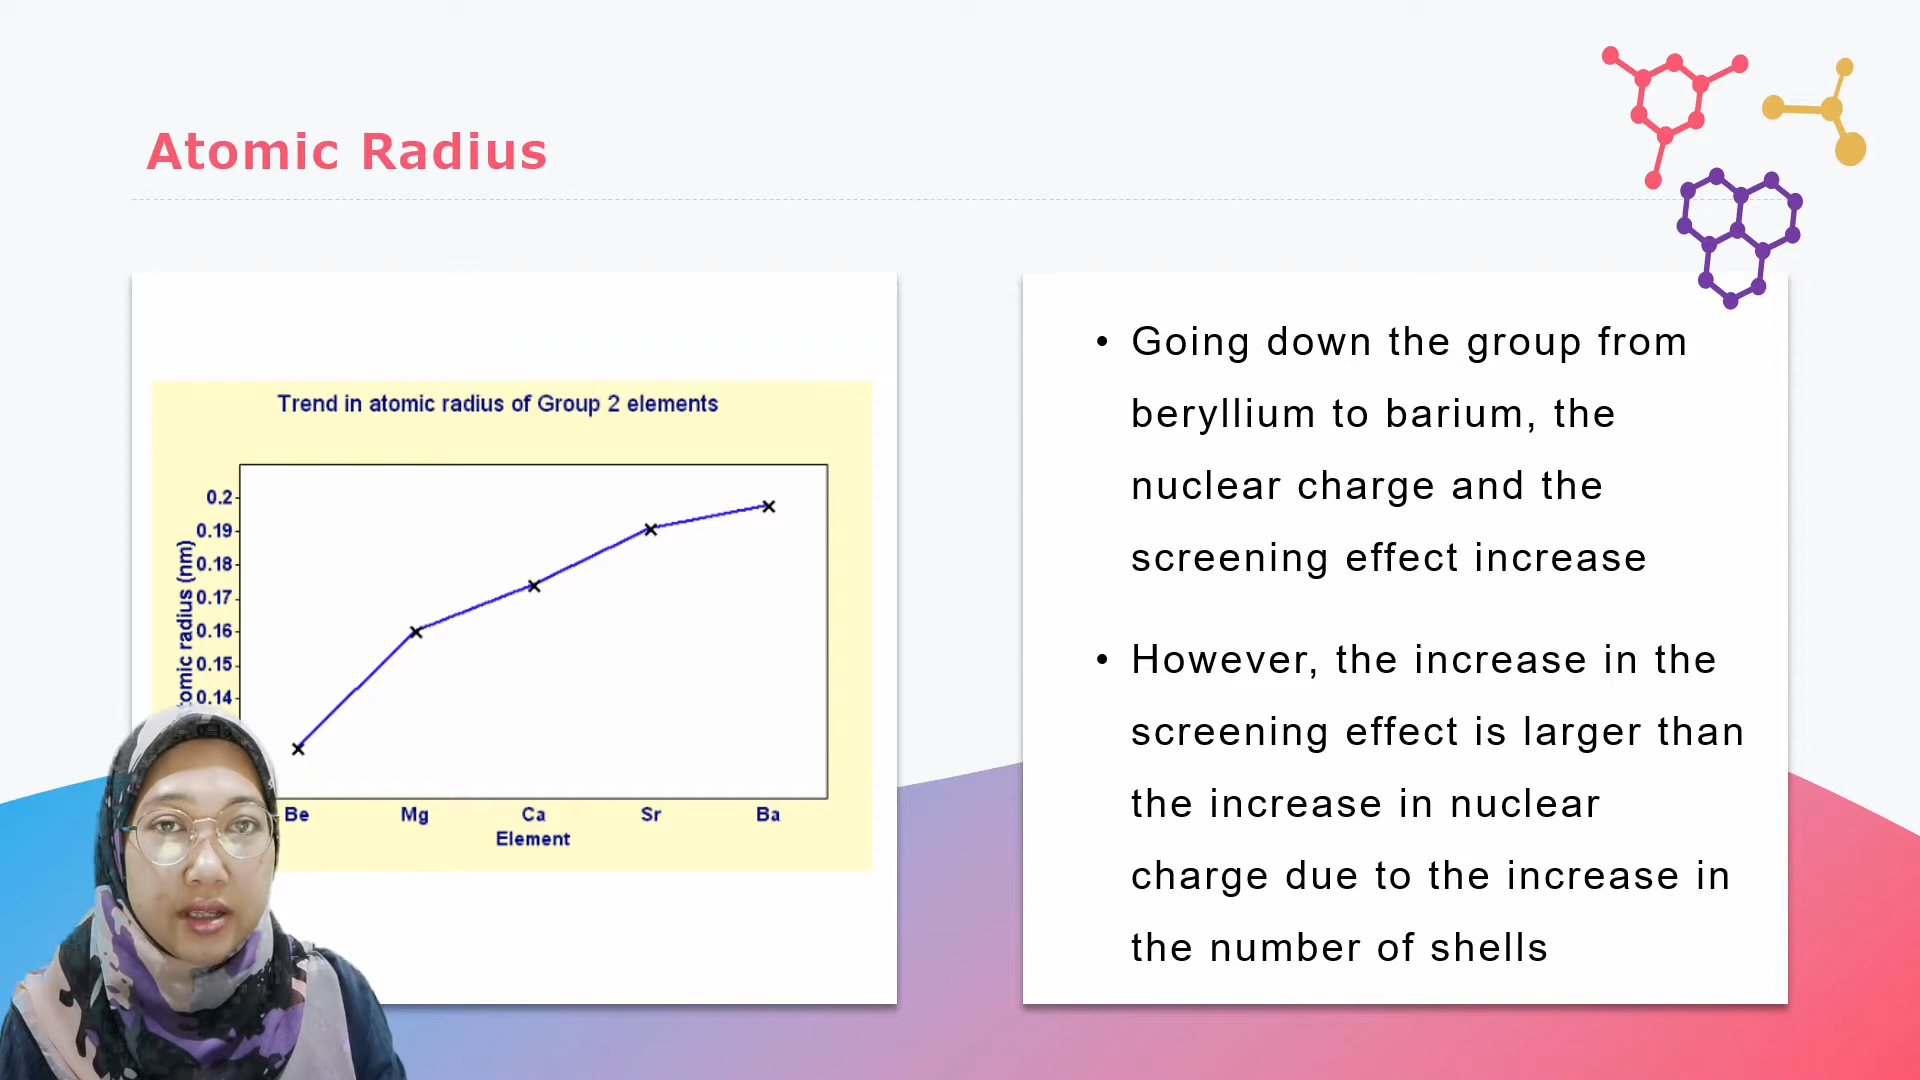 Atomic Radius
Trend in atomic radius of Group 2 elements
0.2
0.19
0.18
0.17
0.16
0.15
0.14
radius (nm)
Be Mg Ca Sr Ba
Element
• Going down the group from
beryllium to barium, the
nuclear charge and the
screening effect increase
• However, the increase in the
screening effect is larger than
the increase in nuclear
charge due to the increase in
the number of shells